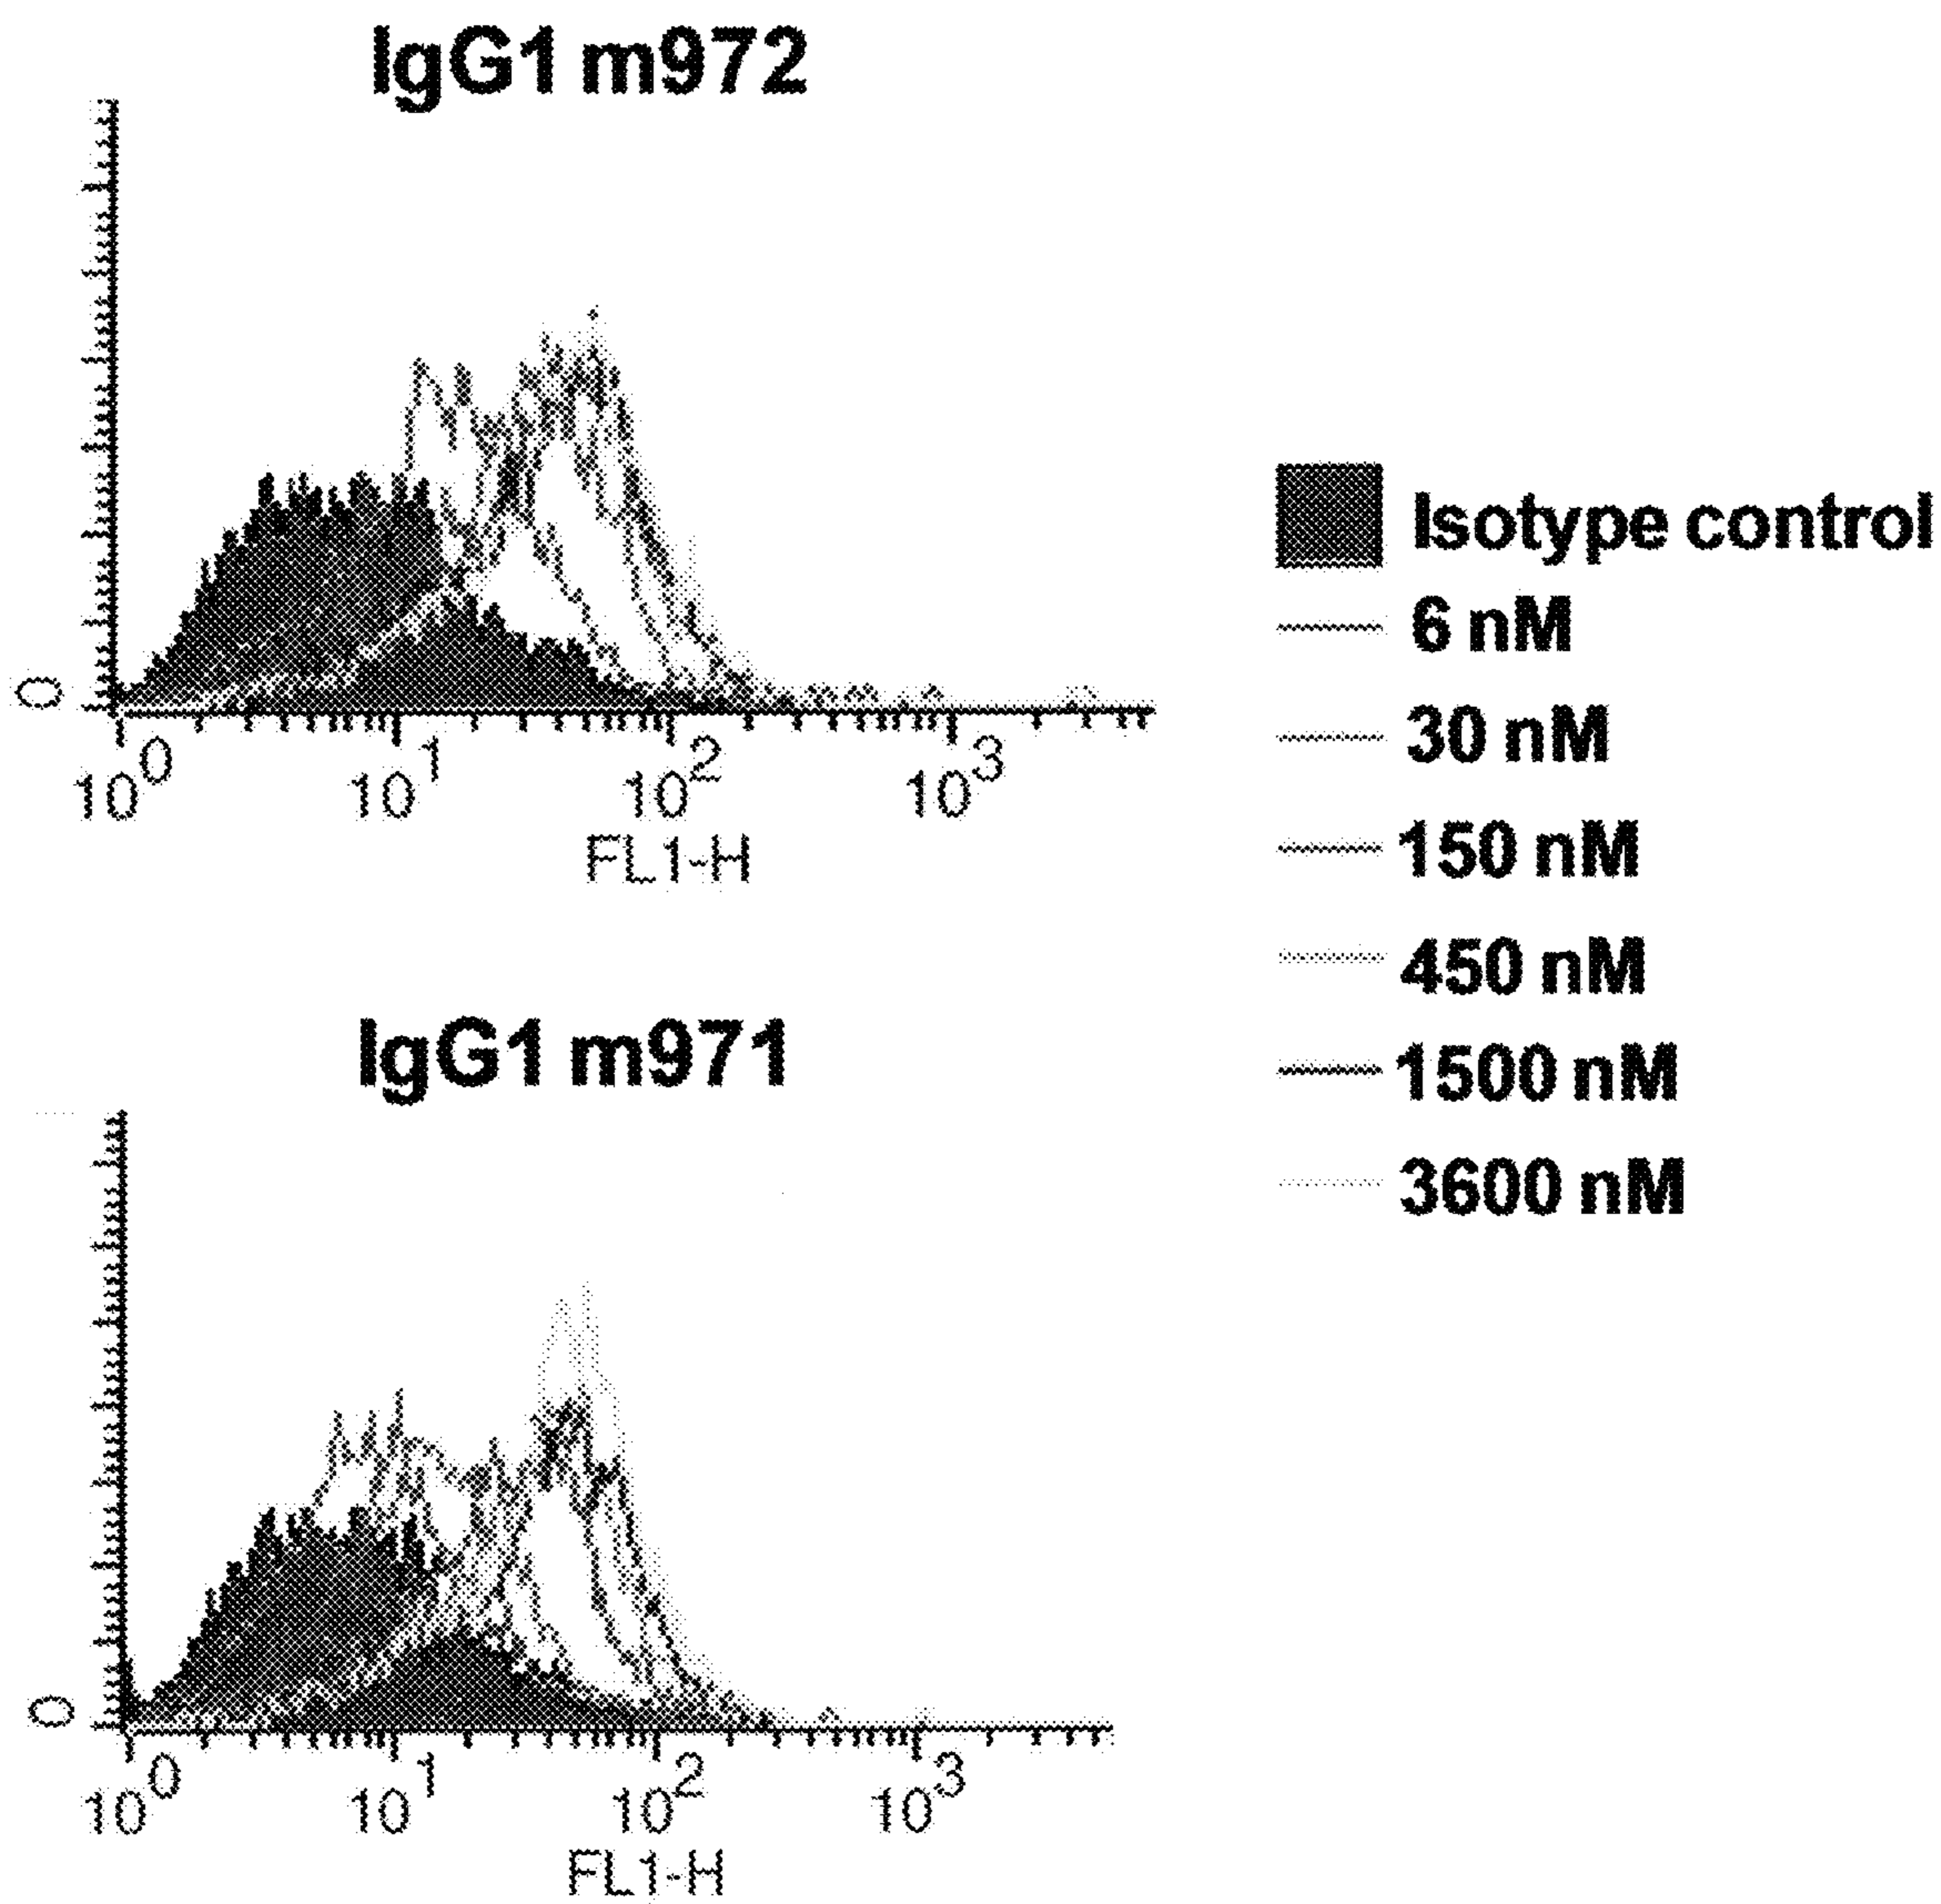 IgG1 m972
0
10^0 10^1 10^2 10^3
FL1-H
Isotype control
6 nM
30 nM
150 nM
450 nM
1500 nM
3600 nM
IgG1 m971
0
10^0 10^1 10^2 10^3
FL1-H